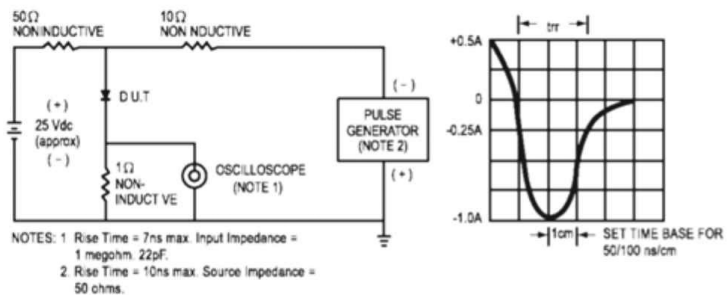 50Ω
NONINDUCTIVE
10Ω
NON NDUCTIVE
D.U.T
(+)
25 Vdc
(approx)
(−)
1Ω
NON-
INDUCT VE
OSCILLOSCOPE
(NOTE 1)
(−)
PULSE
GENERATOR
(NOTE 2)
(+)
NOTES: 1 Rise Time = 7ns max. Input Impedance =
1 megohm. 22pF.
2. Rise Time = 10ns max. Source Impedance =
50 ohms.
trr
+0.5A
0
-0.25A
-1.0A
1cm
SET TIME BASE FOR
50/100 ns/cm